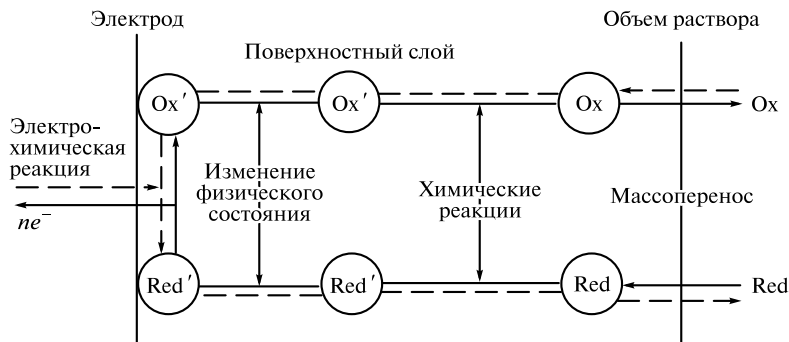 Электрод
Объем раствора
Поверхностный слой
Ox′
Ox′
Ox
Ox
Электро-
химическая
реакция
Изменение
физического
состояния
Химические
реакции
Массоперенос
ne⁻
Red′
Red′
Red
Red